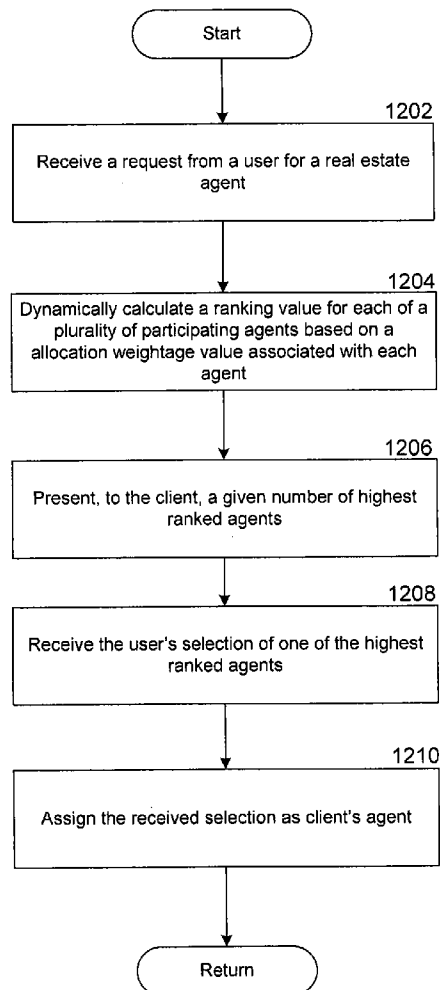 Start
1202
Receive a request from a user for a real estate
agent
1204
Dynamically calculate a ranking value for each of a
plurality of participating agents based on a
allocation weightage value associated with each
agent
1206
Present, to the client, a given number of highest
ranked agents
1208
Receive the user's selection of one of the highest
ranked agents
1210
Assign the received selection as client's agent
Return